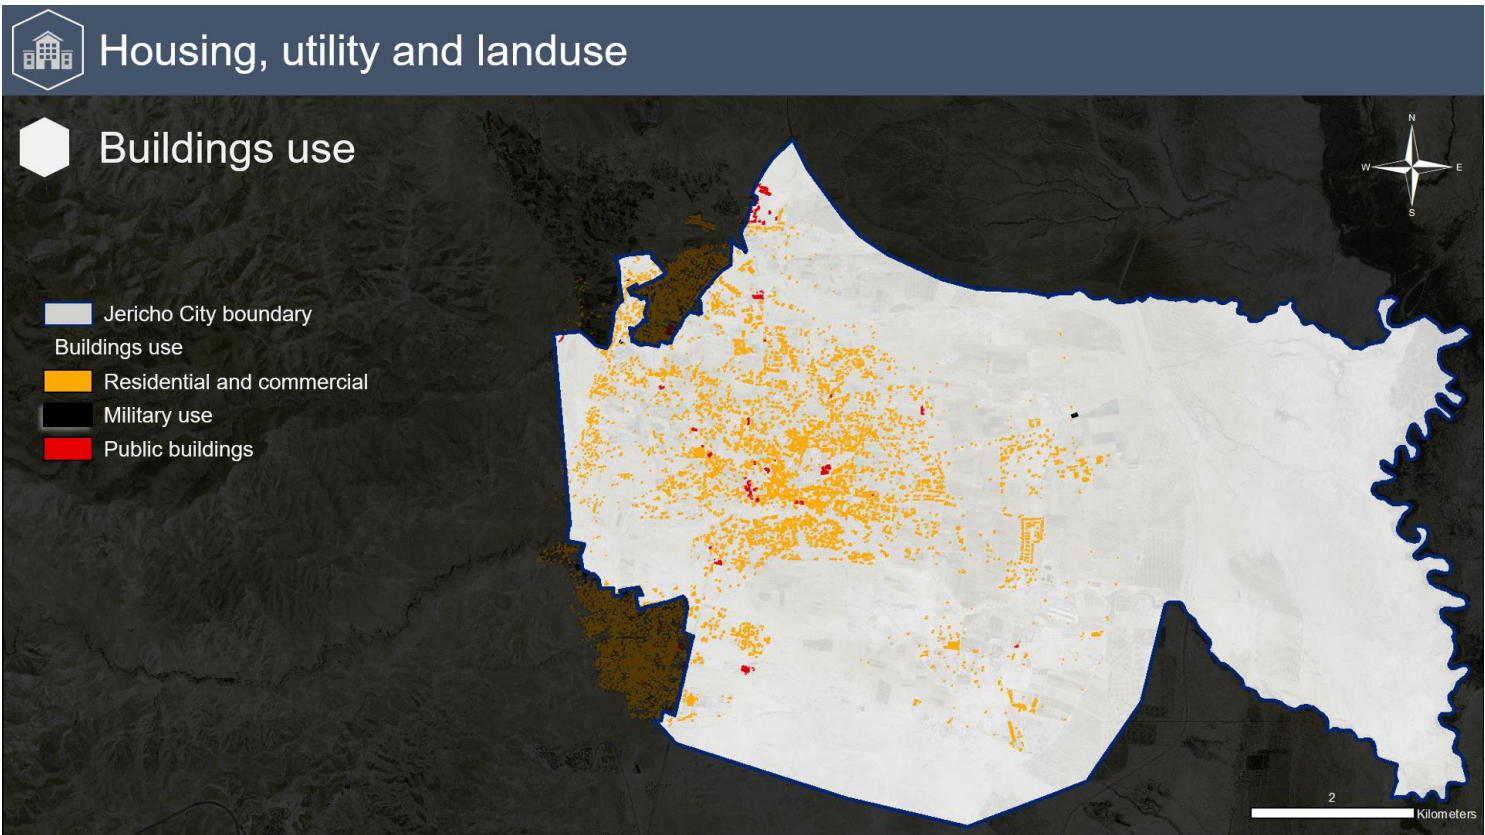 Housing, utility and landuse
Buildings use
N
W
E
S
Jericho City boundary
Buildings use
Residential and commercial
Military use
Public buildings
2
Kilometers